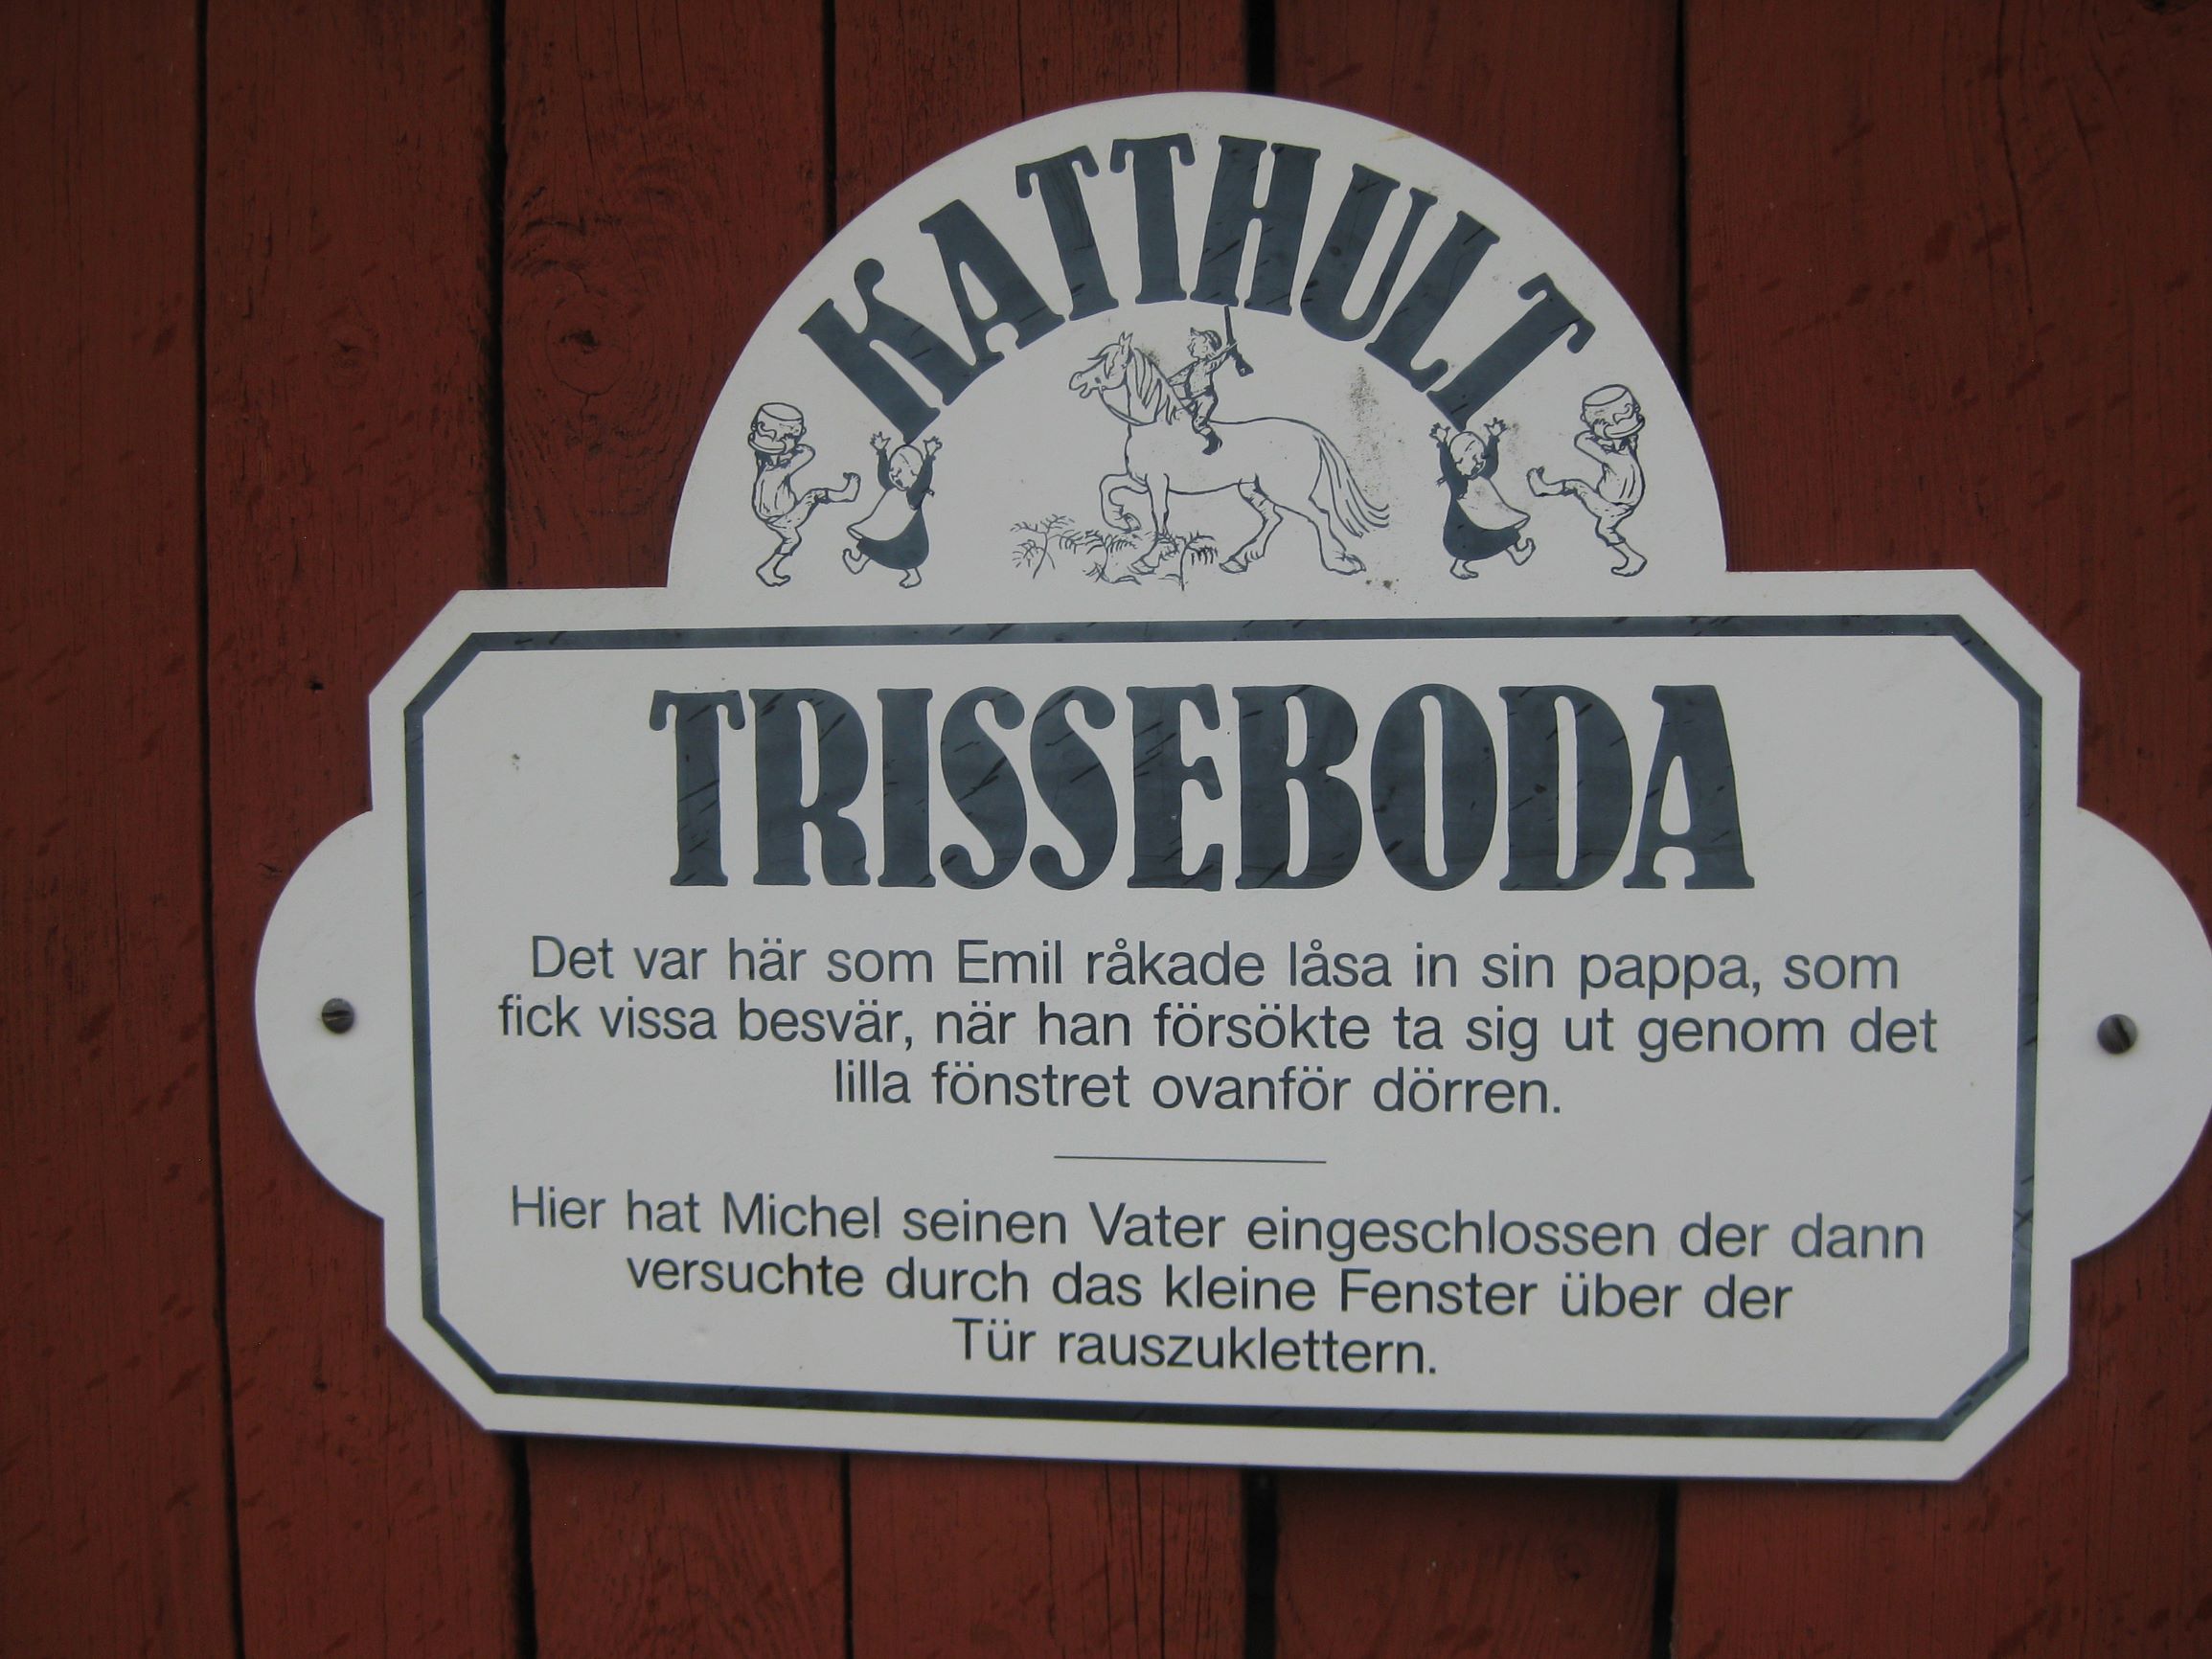 KATTHULT
TRISSEBODA
Det var här som Emil råkade låsa in sin pappa, som
fick vissa besvär, när han försökte ta sig ut genom det
lilla fönstret ovanför dörren.
Hier hat Michel seinen Vater eingeschlossen der dann
versuchte durch das kleine Fenster über der
Tür rauszuklettern.